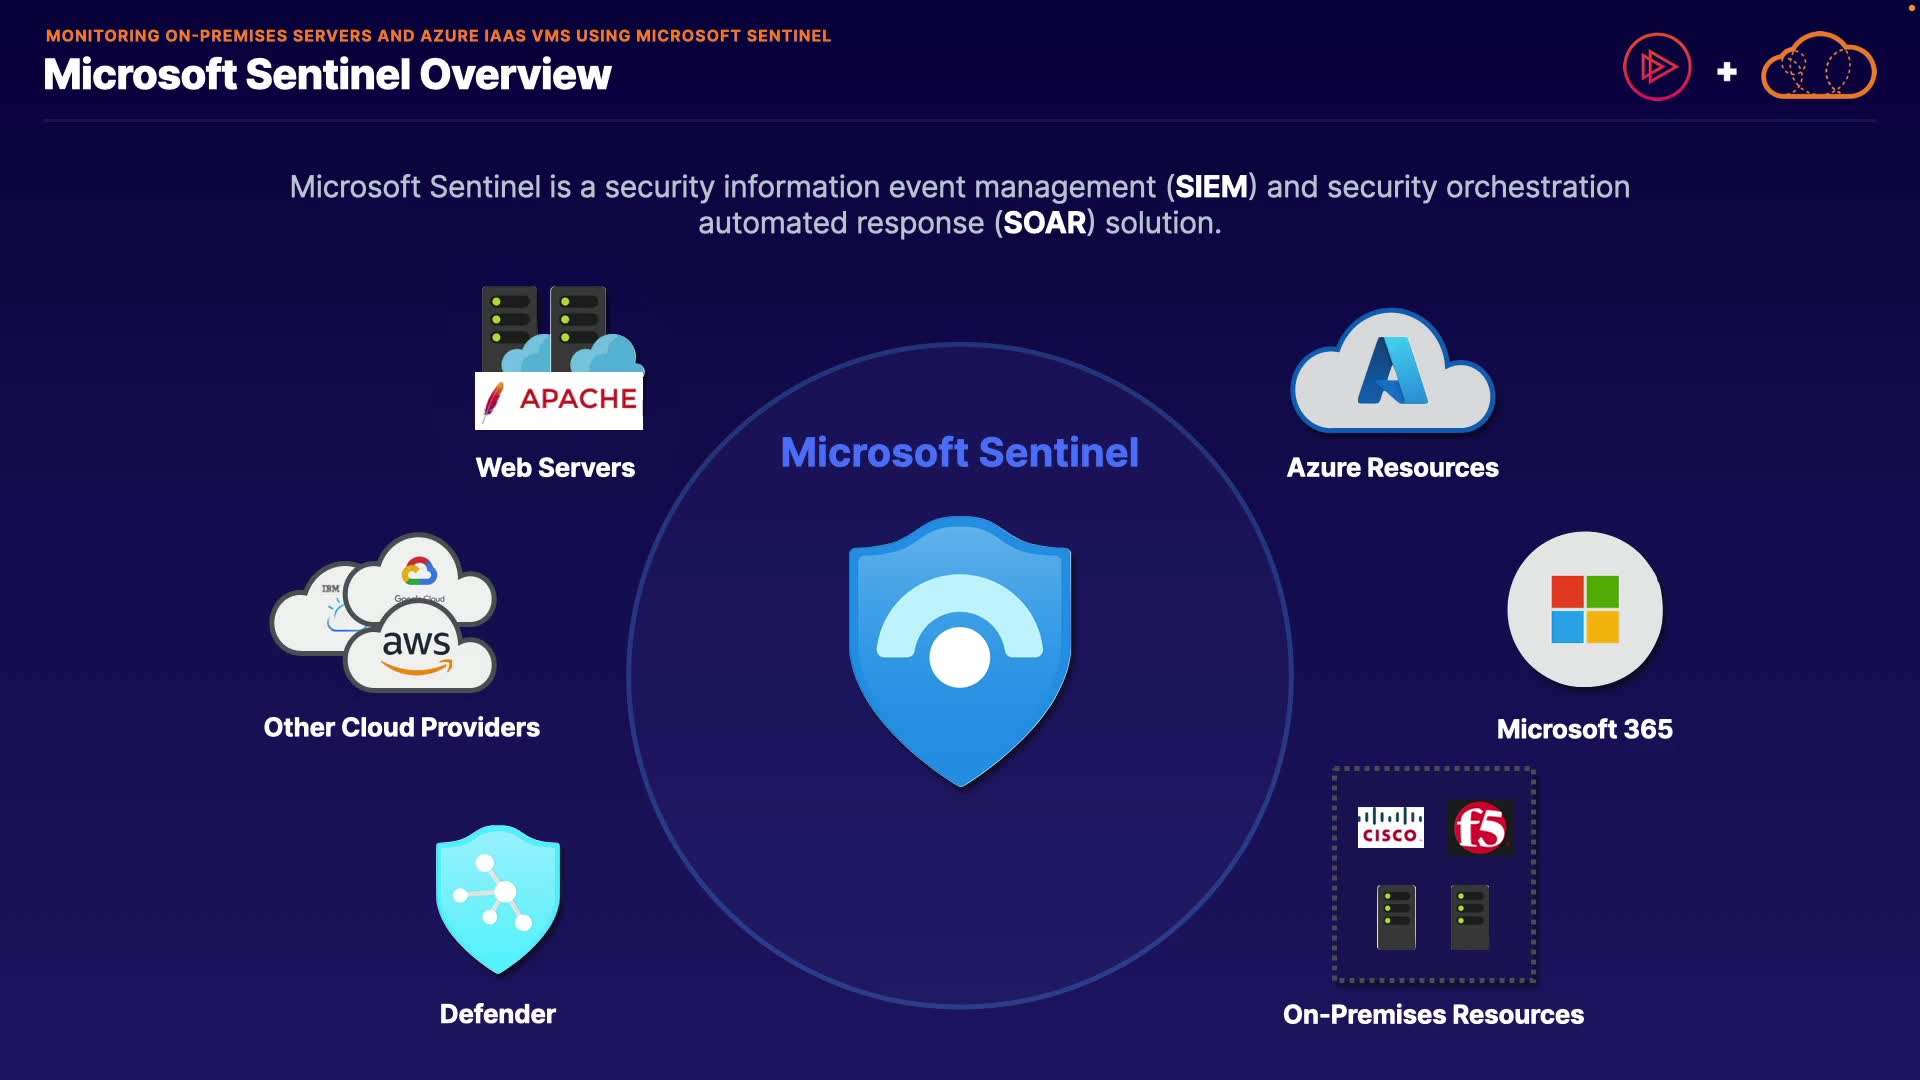 MONITORING ON-PREMISES SERVERS AND AZURE IAAS VMS USING MICROSOFT SENTINEL
Microsoft Sentinel Overview
Microsoft Sentinel is a security information event management (SIEM) and security orchestration
automated response (SOAR) solution.
APACHE
Web Servers
Microsoft Sentinel
Azure Resources
IBM
Google Cloud
aws
Other Cloud Providers
Microsoft 365
CISCO
f5
Defender
On-Premises Resources